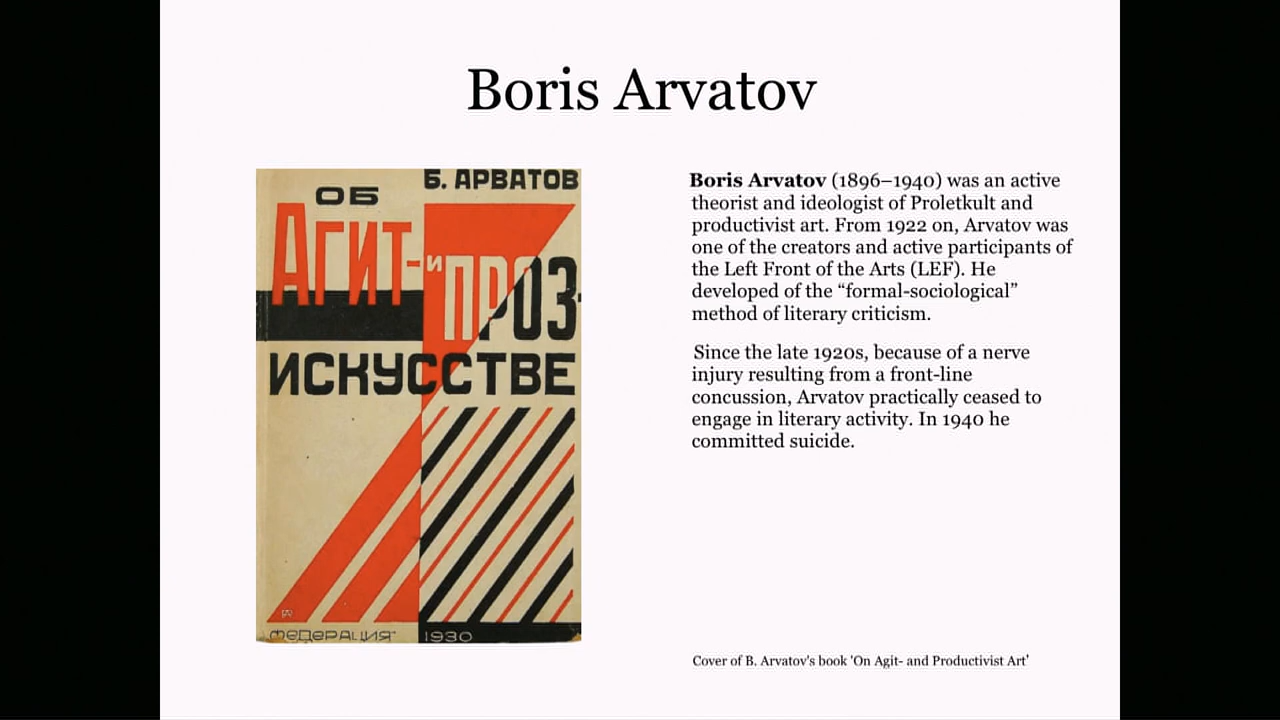 Boris Arvatov
Б. АРВАТОВ
ОБ
АГИТ-
и ПРОЗ-
ИСКУССТВЕ
ФЕДЕРАЦИЯ"
1930
Boris Arvatov (1896–1940) was an active
theorist and ideologist of Proletkult and
productivist art. From 1922 on, Arvatov was
one of the creators and active participants of
the Left Front of the Arts (LEF). He
developed of the “formal-sociological”
method of literary criticism.
Since the late 1920s, because of a nerve
injury resulting from a front-line
concussion, Arvatov practically ceased to
engage in literary activity. In 1940 he
committed suicide.
Cover of B. Arvatov's book 'On Agit- and Productivist Art'